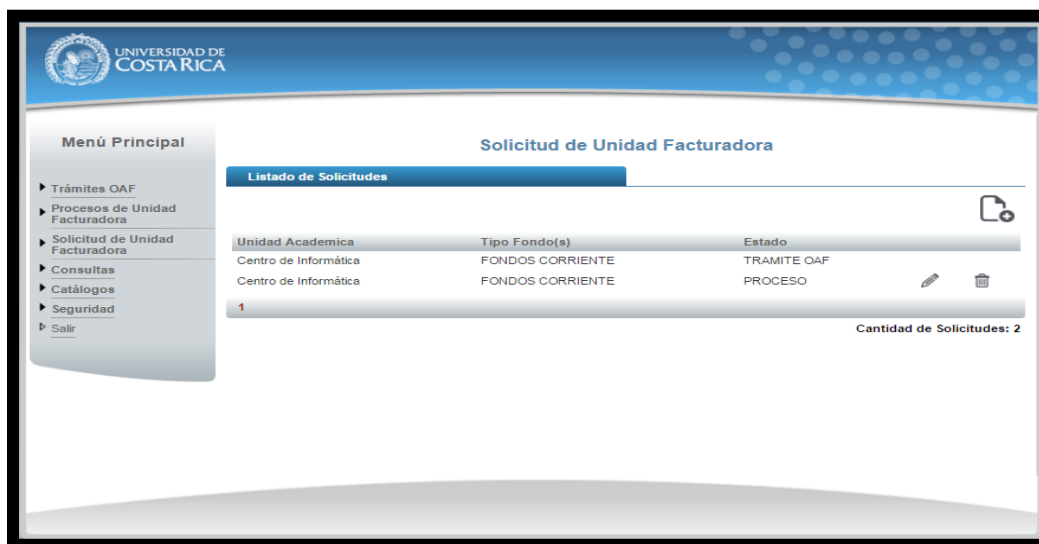 UNIVERSIDAD DE
COSTA RICA
Menú Principal
Trámites OAF
Procesos de Unidad
Facturadora
Solicitud de Unidad
Facturadora
Consultas
Catálogos
Seguridad
Salir
Solicitud de Unidad Facturadora
Listado de Solicitudes
Unidad Academica Tipo Fondo(s) Estado
Centro de Informática FONDOS CORRIENTE TRAMITE OAF
Centro de Informática FONDOS CORRIENTE PROCESO
1
Cantidad de Solicitudes: 2